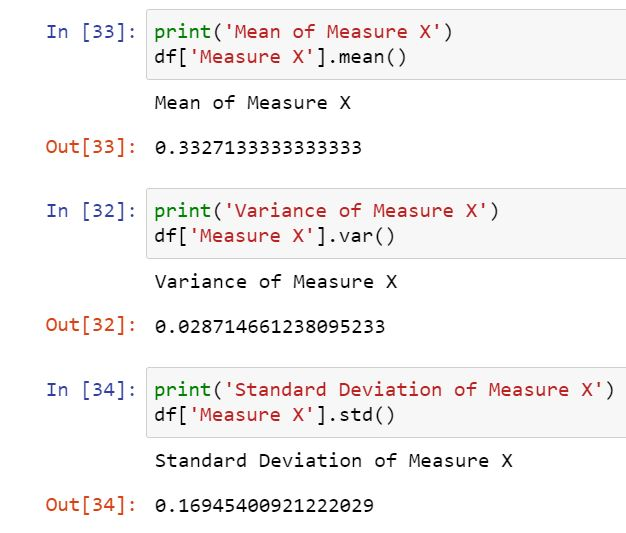 In [33]: print('Mean of Measure X')
df['Measure X'].mean()
Mean of Measure X
Out[33]: 0.3327133333333333
In [32]: print('Variance of Measure X')
df['Measure X'].var()
Variance of Measure X
Out[32]: 0.028714661238095233
In [34]: print('Standard Deviation of Measure X')
df['Measure X'].std()
Standard Deviation of Measure X
Out[34]: 0.16945400921222029